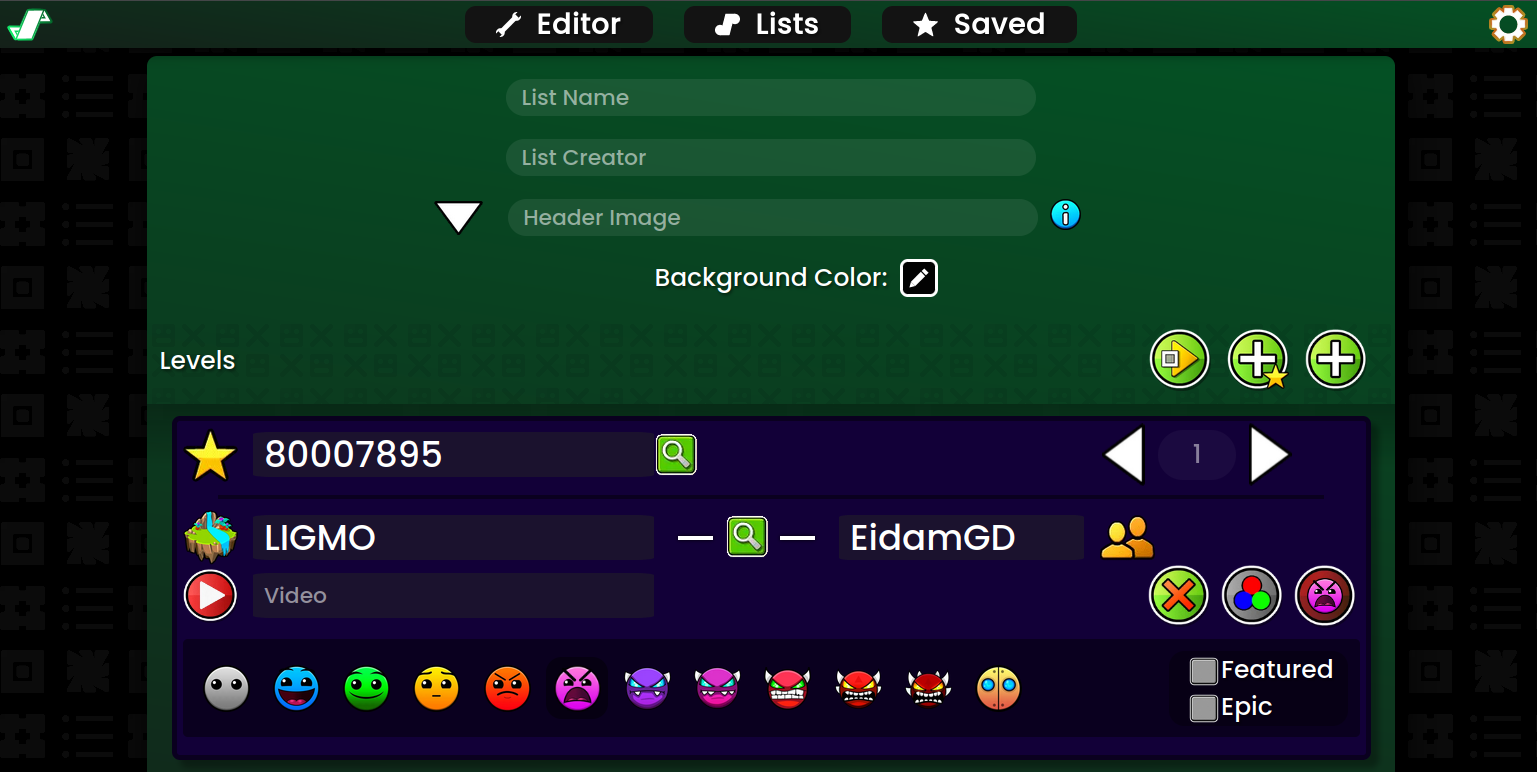 Editor
Lists
Saved
List Name
List Creator
Header Image
Background Color:
Levels
80007895
1
LIGMO
EidamGD
Video
Featured
Epic